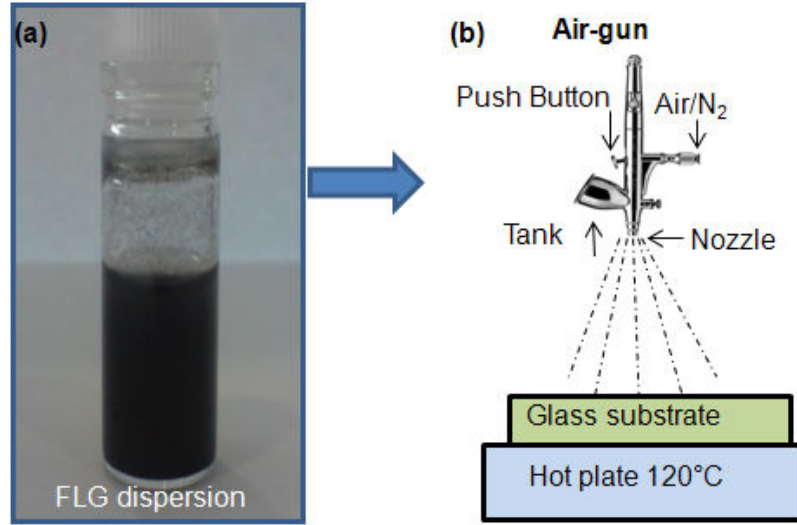 (a)
FLG dispersion
(b)
Air-gun
Push Button
Air/N₂
Tank
Nozzle
Glass substrate
Hot plate 120°C